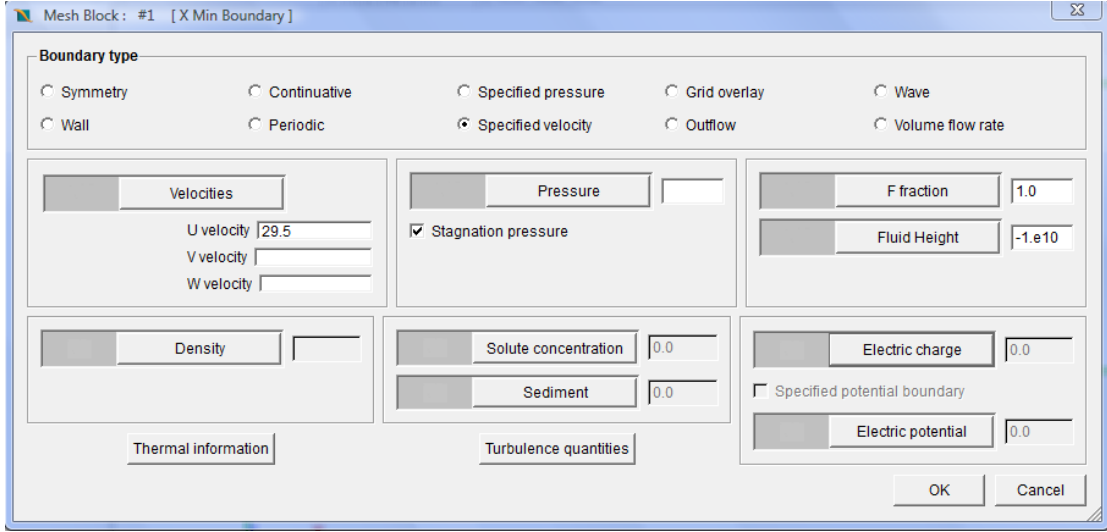 Mesh Block : #1 [ X Min Boundary ]
Boundary type
Symmetry Continuative Specified pressure Grid overlay Wave
Wall Periodic Specified velocity Outflow Volume flow rate
Velocities
U velocity 29.5
V velocity
W velocity
Pressure
Stagnation pressure
F fraction 1.0
Fluid Height -1.e10
Density
Solute concentration 0.0
Sediment 0.0
Electric charge 0.0
Specified potential boundary
Electric potential 0.0
Thermal information
Turbulence quantities
OK Cancel